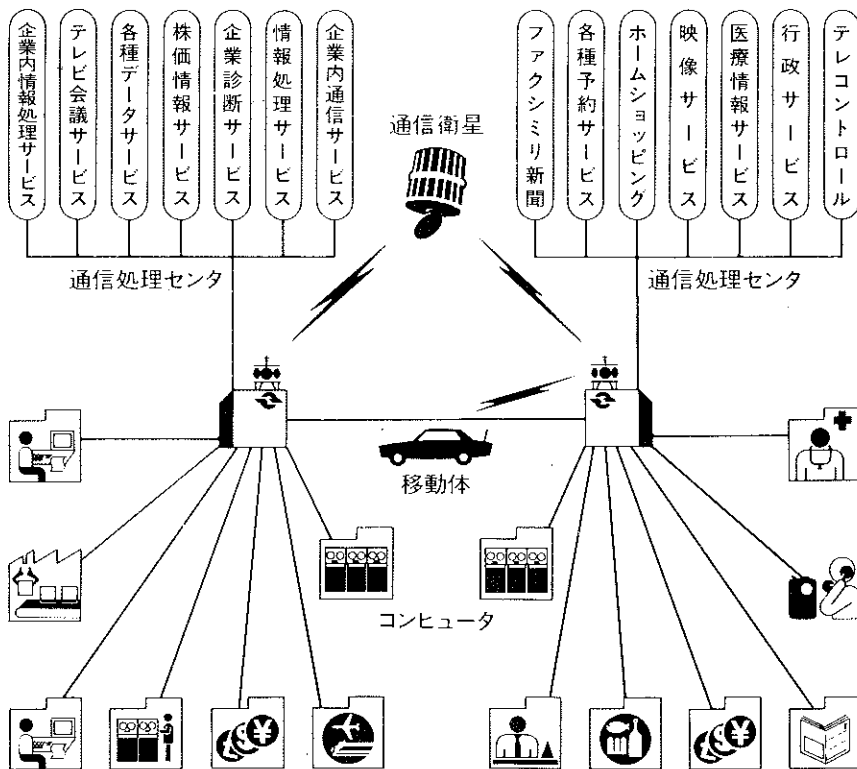 企業内情報処理サービス
テレビ会議サービス
各種データサービス
株価情報サービス
企業診断サービス
情報処理サービス
企業内通信サービス
通信衛星
ファクシミリ新聞
各種予約サービス
ホームショッピング
映像サービス
医療情報サービス
行政サービス
テレコントロール
通信処理センタ
通信処理センタ
移動体
コンピュータ
¥
¥